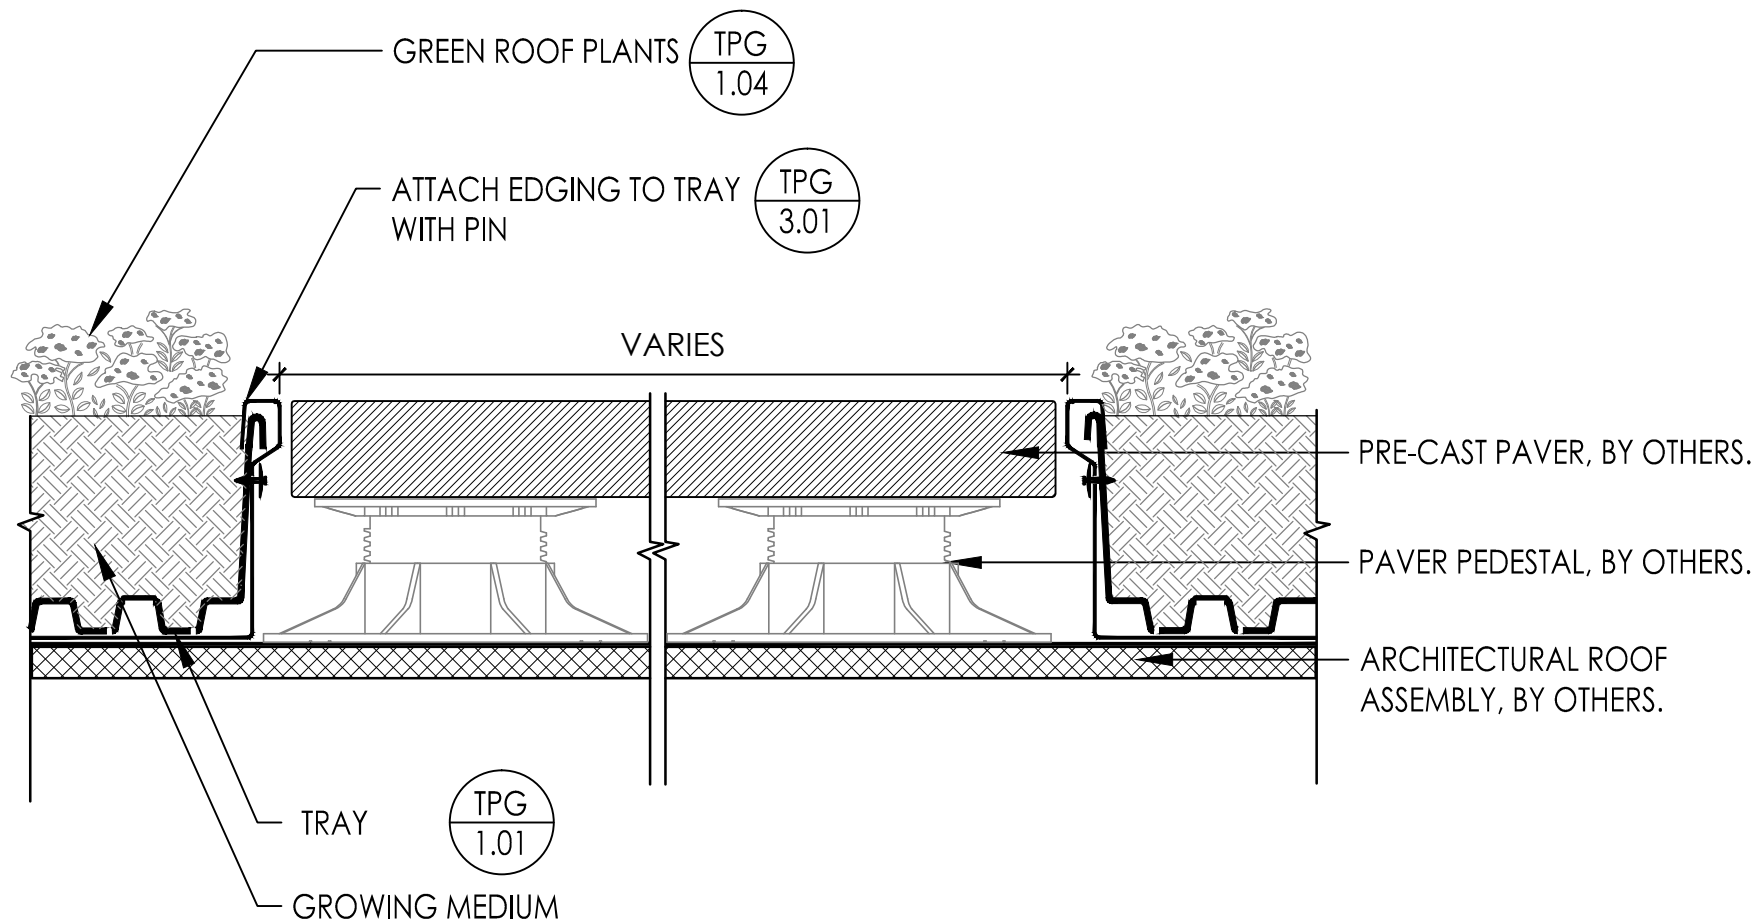 GREEN ROOF PLANTS
TPG
1.04
ATTACH EDGING TO TRAY
WITH PIN
TPG
3.01
VARIES
PRE-CAST PAVER, BY OTHERS.
PAVER PEDESTAL, BY OTHERS.
ARCHITECTURAL ROOF
ASSEMBLY, BY OTHERS.
TRAY
TPG
1.01
GROWING MEDIUM